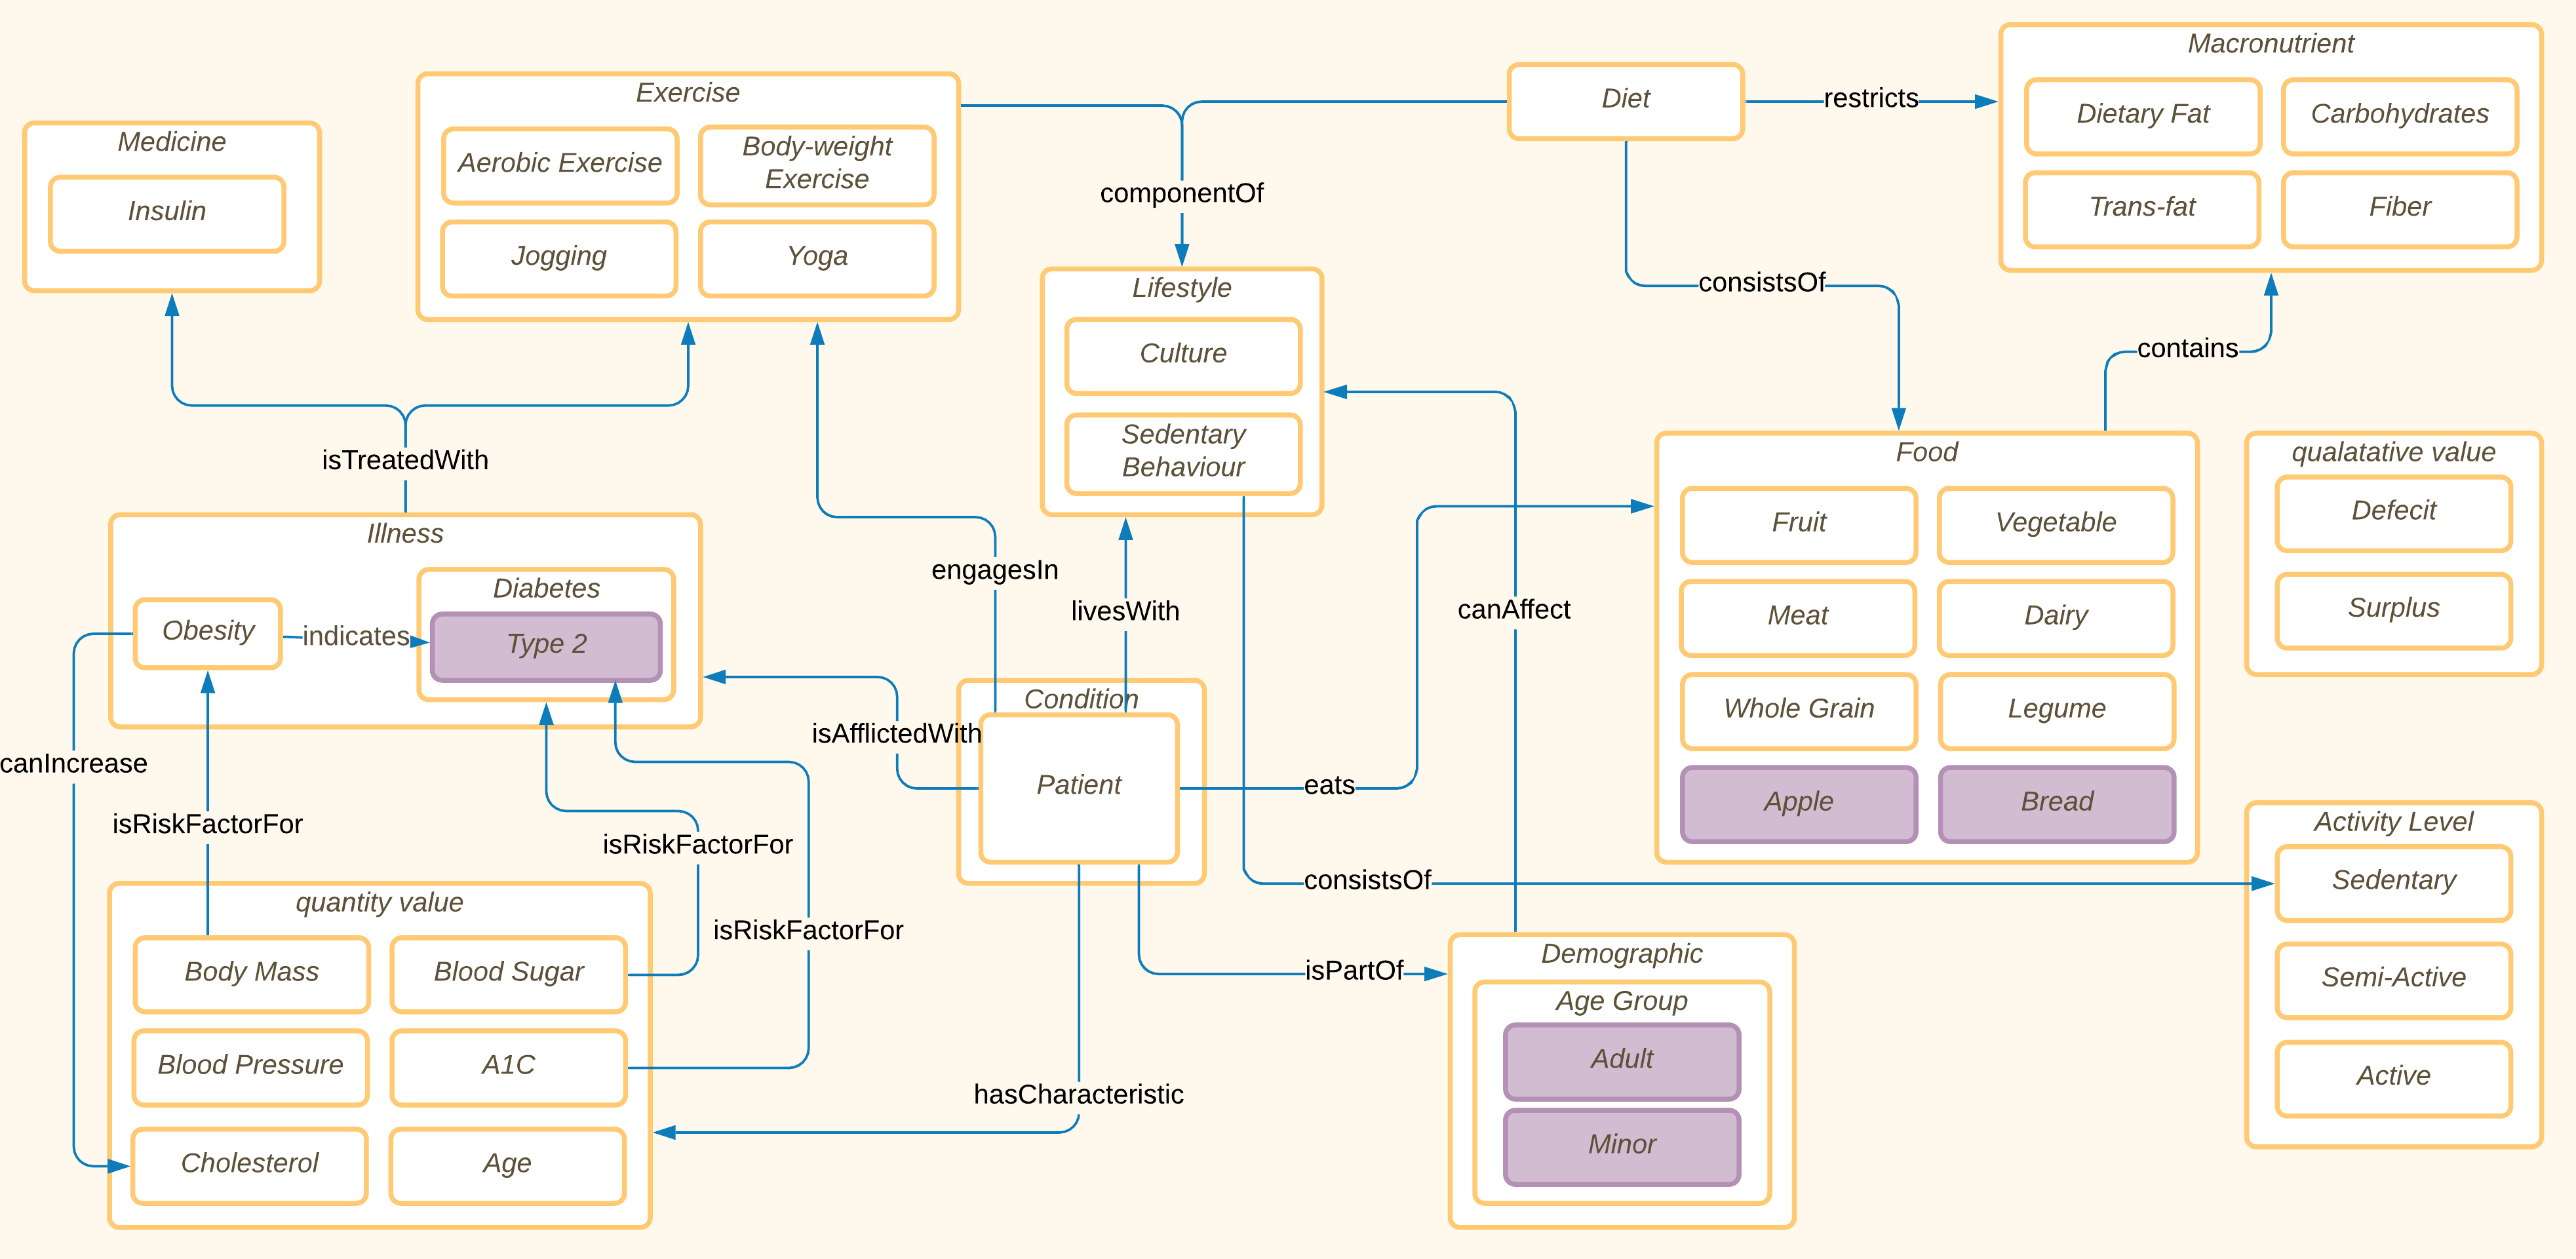 Macronutrient
Dietary Fat
Carbohydrates
Trans-fat
Fiber
Diet
restricts
Exercise
Aerobic Exercise
Body-weight
Exercise
Jogging
Yoga
Medicine
Insulin
componentOf
Lifestyle
Culture
Sedentary
Behaviour
consistsOf
contains
isTreatedWith
Food
Fruit
Vegetable
Meat
Dairy
Whole Grain
Legume
Apple
Bread
qualatative value
Defecit
Surplus
Illness
Obesity
indicates
Diabetes
Type 2
engagesIn
livesWith
canAffect
Condition
Patient
isAfflictedWith
eats
canIncrease
isRiskFactorFor
isRiskFactorFor
isRiskFactorFor
consistsOf
Activity Level
Sedentary
Semi-Active
Active
quantity value
Body Mass
Blood Sugar
Blood Pressure
A1C
Cholesterol
Age
hasCharacteristic
isPartOf
Demographic
Age Group
Adult
Minor